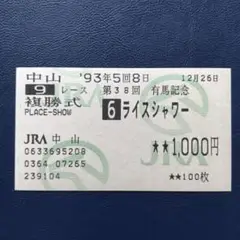 中山 '93年5回8日 12月26日
9 レース 第38回 有馬記念
複勝式
PLACE-SHOW
6 ライスシャワー
JRA 中山 ★★1,000円
0633695208
0364 07265
239104 ★★100枚
JRA